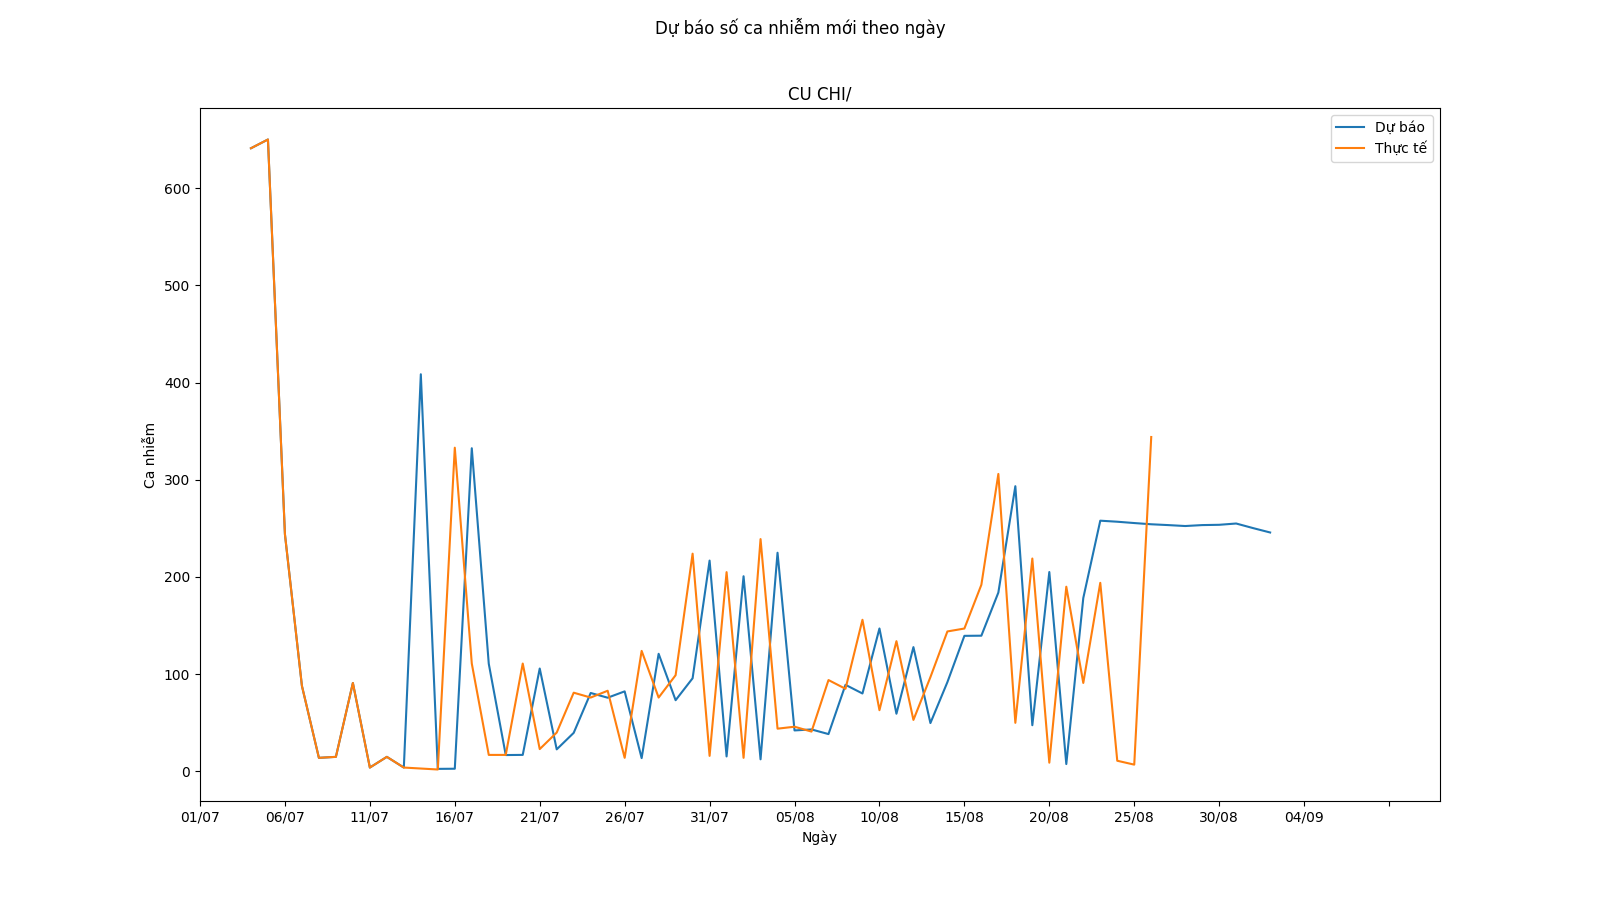 Dự báo số ca nhiễm mới theo ngày
CU CHI/
Dự báo
Thực tế
600
500
400
300
200
100
0
Ca nhiễm
01/07 06/07 11/07 16/07 21/07 26/07 31/07 05/08 10/08 15/08 20/08 25/08 30/08 04/09
Ngày